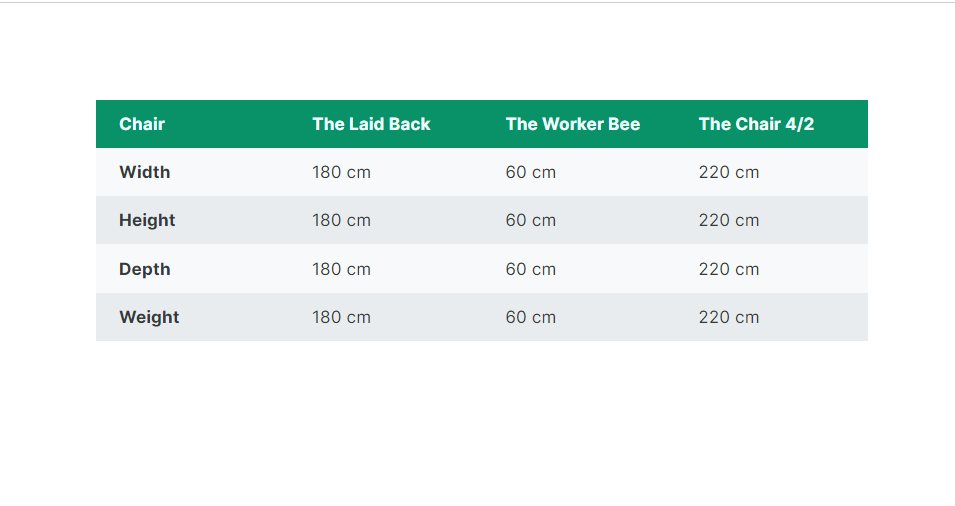 Chair The Laid Back The Worker Bee The Chair 4/2
Width 180 cm 60 cm 220 cm
Height 180 cm 60 cm 220 cm
Depth 180 cm 60 cm 220 cm
Weight 180 cm 60 cm 220 cm